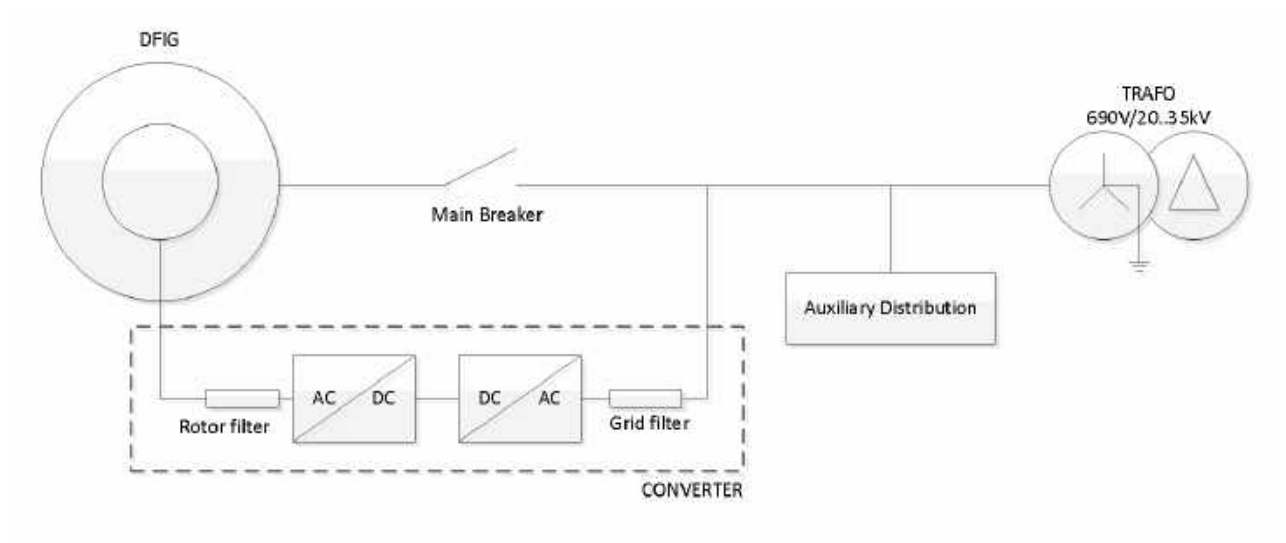 DFIG
TRAFO
690V/20..35kV
Main Breaker
Auxiliary Distribution
AC
DC
DC
AC
Rotor filter
Grid filter
CONVERTER